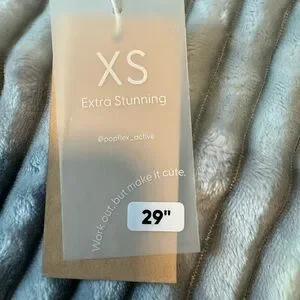 XS
Extra Stunning
@popflex_active
Work out, but make it cute.
29"